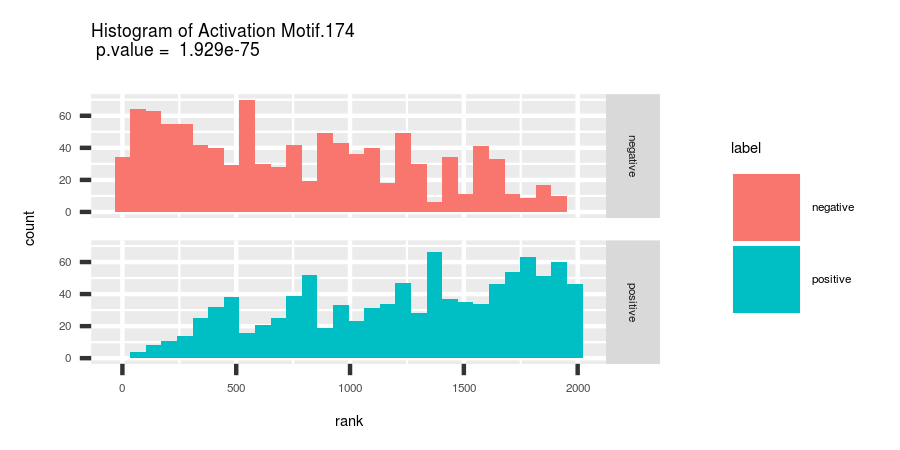 Histogram of Activation Motif.174
p.value = 1.929e-75
count
60
40
20
0
negative
60
40
20
0
positive
0 500 1000 1500 2000
rank
label
negative
positive